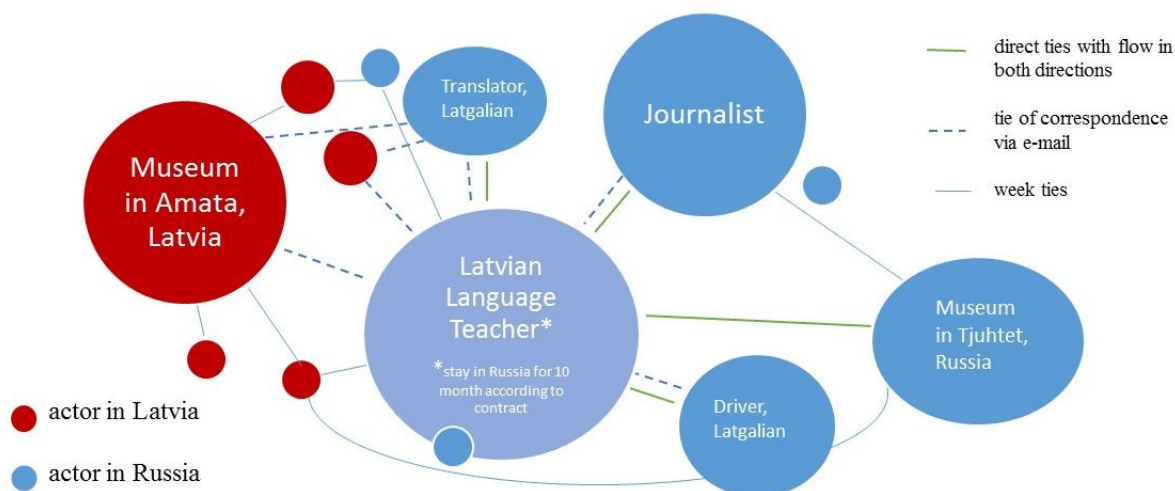 Translator,
Latgalian
Journalist
Museum
in Amata,
Latvia
Latvian
Language
Teacher*
*stay in Russia for 10
month according to
contract
Museum
in Tjuhtet,
Russia
Driver,
Latgalian
direct ties with flow in
both directions
tie of correspondence
via e-mail
week ties
actor in Latvia
actor in Russia